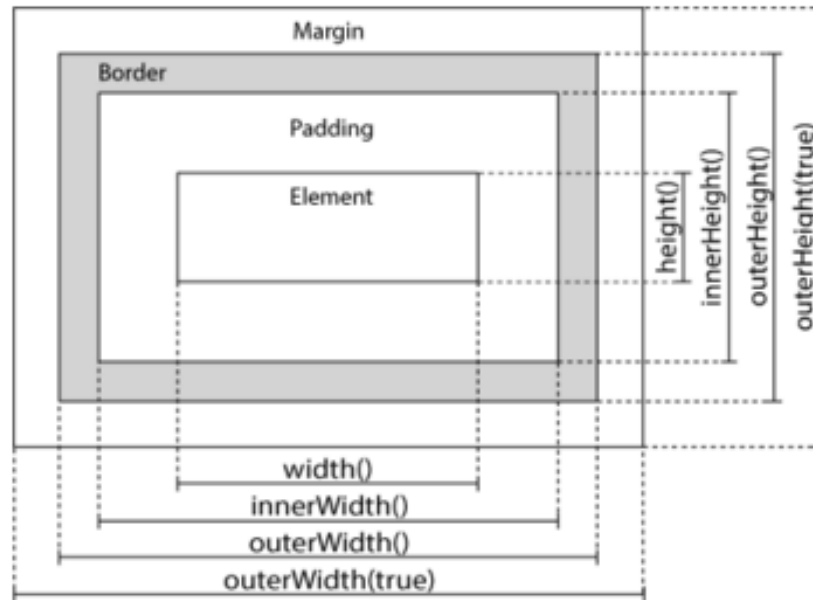 Margin
Border
Padding
Element
height()
innerHeight()
outerHeight()
outerHeight(true)
width()
innerWidth()
outerWidth()
outerWidth(true)